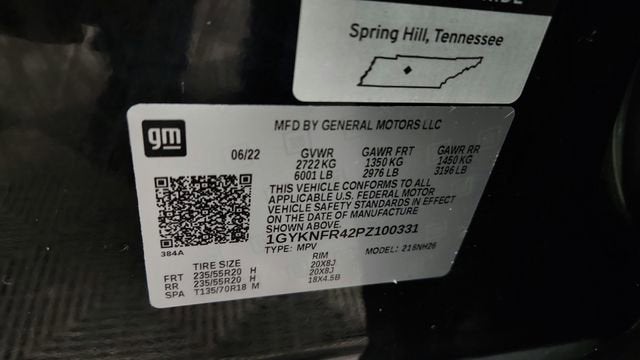 Spring Hill, Tennessee
gm
MFD BY GENERAL MOTORS LLC
06/22 GVWR GAWR FRT GAWR RR
2722 KG 1350 KG 1450 KG
6001 LB 2976 LB 3196 LB
THIS VEHICLE CONFORMS TO ALL
APPLICABLE U.S. FEDERAL MOTOR
VEHICLE SAFETY STANDARDS IN EFFECT
ON THE DATE OF MANUFACTURE
1GYKNFR42PZ100331
384A TYPE: MPV MODEL: 216NH26
TIRE SIZE RIM
FRT 235/55R20 H 20X8J
RR 235/55R20 H 20X8J
SPA T135/70R18 M 18X4.5B